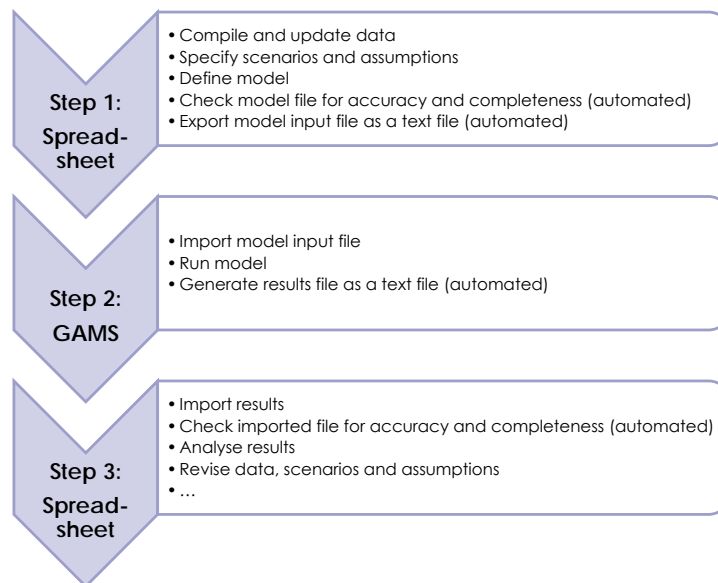 Step 1:
Spread-
sheet
• Compile and update data
• Specify scenarios and assumptions
• Define model
• Check model file for accuracy and completeness (automated)
• Export model input file as a text file (automated)
Step 2:
GAMS
• Import model input file
• Run model
• Generate results file as a text file (automated)
Step 3:
Spread-
sheet
• Import results
• Check imported file for accuracy and completeness (automated)
• Analyse results
• Revise data, scenarios and assumptions
• …